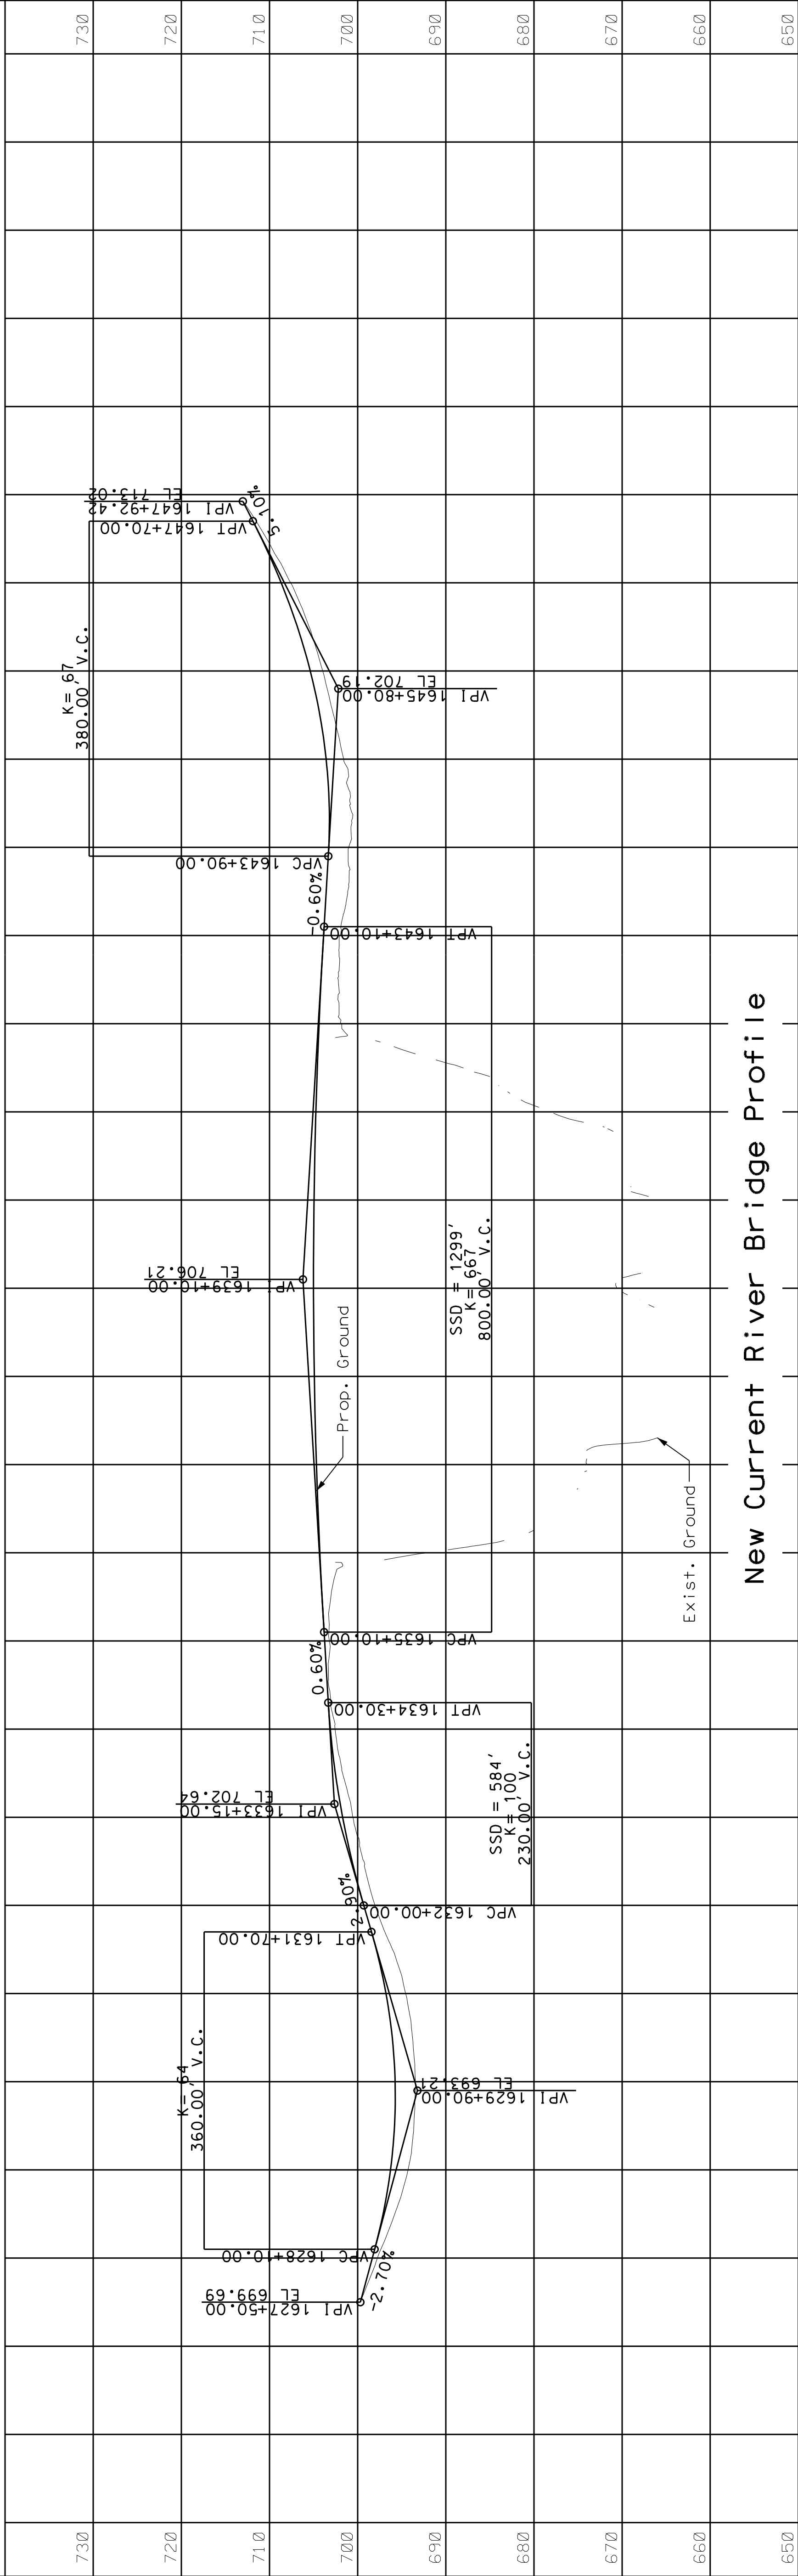 730
720
710
700
690
680
670
660
650
VPI 1627+50.00
EL 699.69
-2.70%
VPC 1628+10.00
K= 64
360.00' V.C.
VPI 1629+90.00
EL 693.21
VPT 1631+70.00
2.90%
VPC 1632+00.00
VPI 1633+15.00
EL 702.64
SSD = 584'
K= 100
230.00' V.C.
VPT 1634+30.00
0.60%
VPC 1635+10.00
Prop. Ground
Exist. Ground
VPI 1639+10.00
EL 706.21
SSD = 1299'
K= 667
800.00' V.C.
VPT 1643+10.00
-0.60%
VPC 1643+90.00
K= 67
380.00' V.C.
VPI 1645+80.00
EL 702.19
VPT 1647+70.00
VPI 1647+92.42
EL 713.02
5.10%
730
720
710
700
690
680
670
660
650
New Current River Bridge Profile